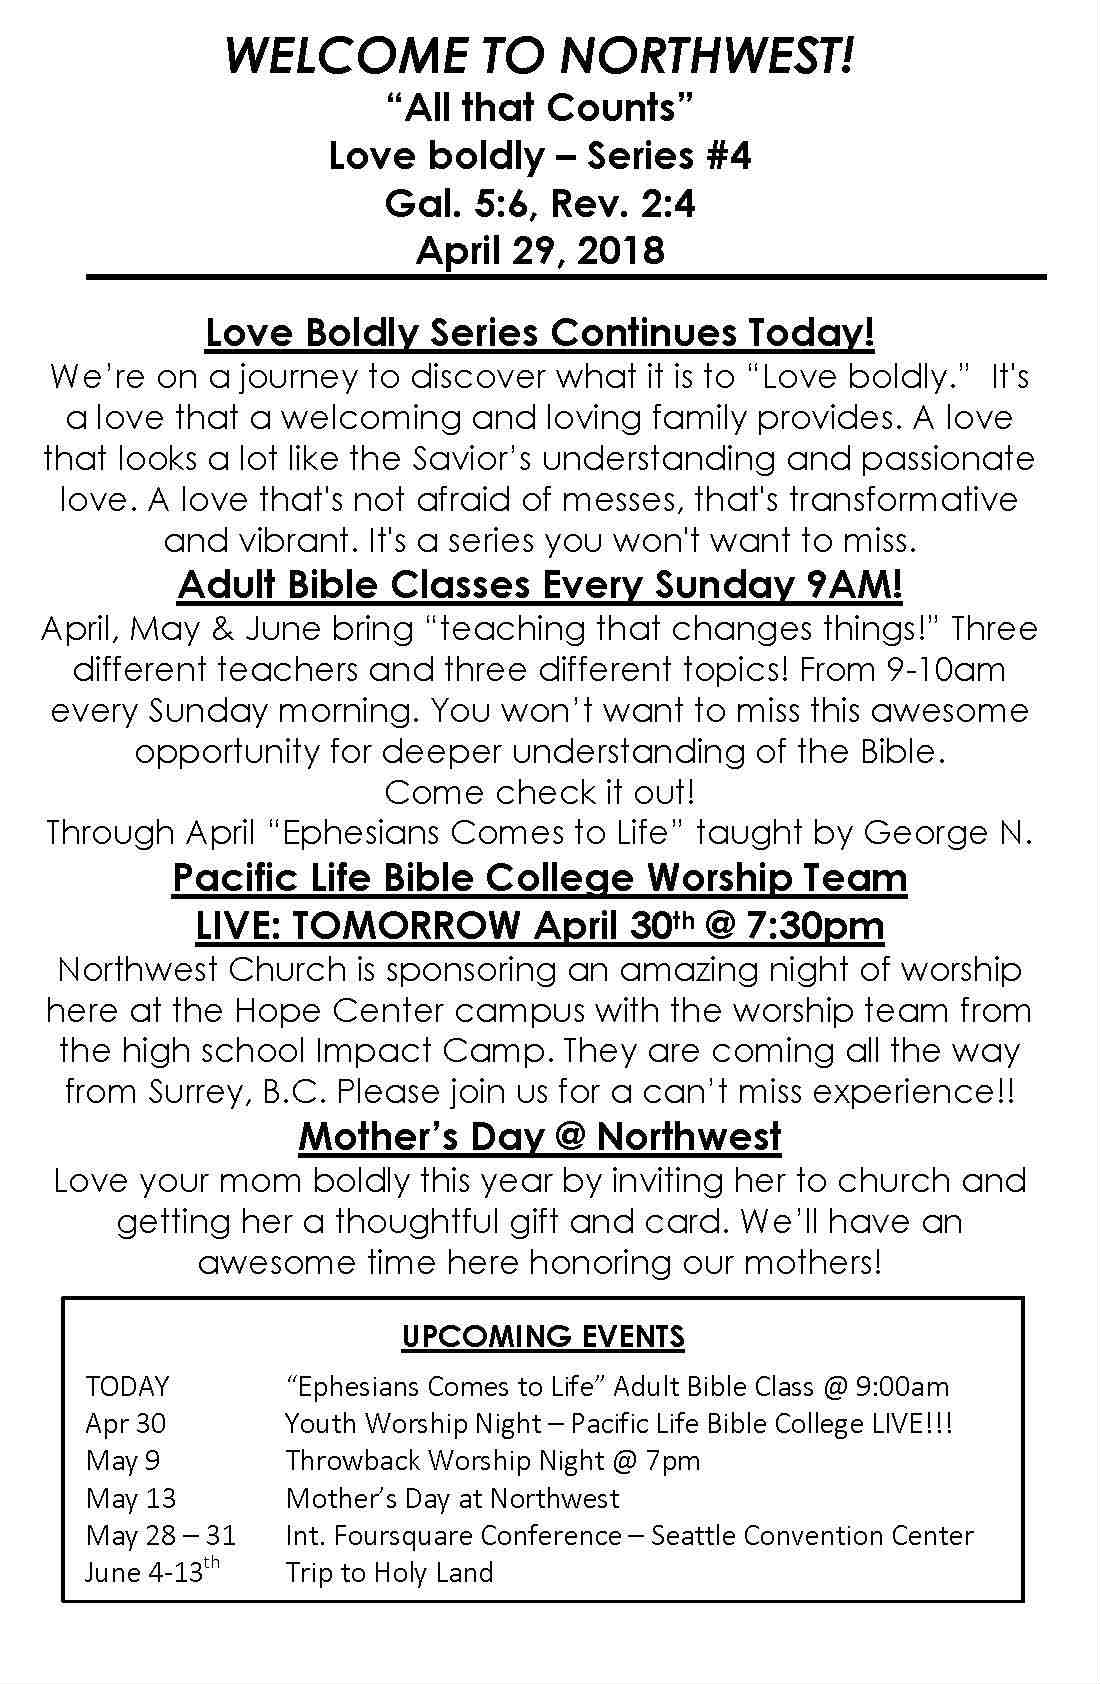 WELCOME TO NORTHWEST!
“All that Counts”
Love boldly – Series #4
Gal. 5:6, Rev. 2:4
April 29, 2018
Love Boldly Series Continues Today!
We’re on a journey to discover what it is to “Love boldly.”  It's
a love that a welcoming and loving family provides. A love
that looks a lot like the Savior’s understanding and passionate
love. A love that's not afraid of messes, that's transformative
and vibrant. It's a series you won't want to miss.
Adult Bible Classes Every Sunday 9AM!
April, May & June bring “teaching that changes things!” Three
different teachers and three different topics! From 9-10am
every Sunday morning. You won’t want to miss this awesome
opportunity for deeper understanding of the Bible.
Come check it out!
Through April “Ephesians Comes to Life” taught by George N.
Pacific Life Bible College Worship Team
LIVE: TOMORROW April 30th @ 7:30pm
Northwest Church is sponsoring an amazing night of worship
here at the Hope Center campus with the worship team from
the high school Impact Camp. They are coming all the way
from Surrey, B.C. Please join us for a can’t miss experience!!
Mother’s Day @ Northwest
Love your mom boldly this year by inviting her to church and
getting her a thoughtful gift and card. We’ll have an
awesome time here honoring our mothers!
UPCOMING EVENTS
TODAY “Ephesians Comes to Life” Adult Bible Class @ 9:00am
Apr 30 Youth Worship Night – Pacific Life Bible College LIVE!!!
May 9 Throwback Worship Night @ 7pm
May 13 Mother’s Day at Northwest
May 28 – 31 Int. Foursquare Conference – Seattle Convention Center
June 4-13th Trip to Holy Land